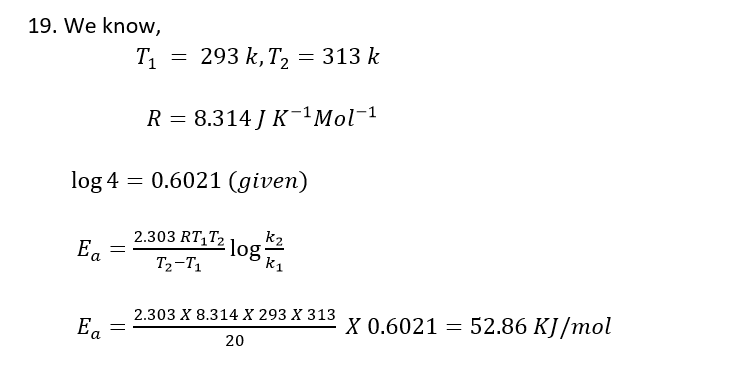 19. We know,
T₁ = 293 k, T₂ = 313 k
R = 8.314 J K⁻¹Mol⁻¹
log 4 = 0.6021 (given)
Eₐ = 2.303 RT₁T₂ / T₂−T₁ log k₂ / k₁
Eₐ = 2.303 X 8.314 X 293 X 313 / 20 X 0.6021 = 52.86 KJ/mol